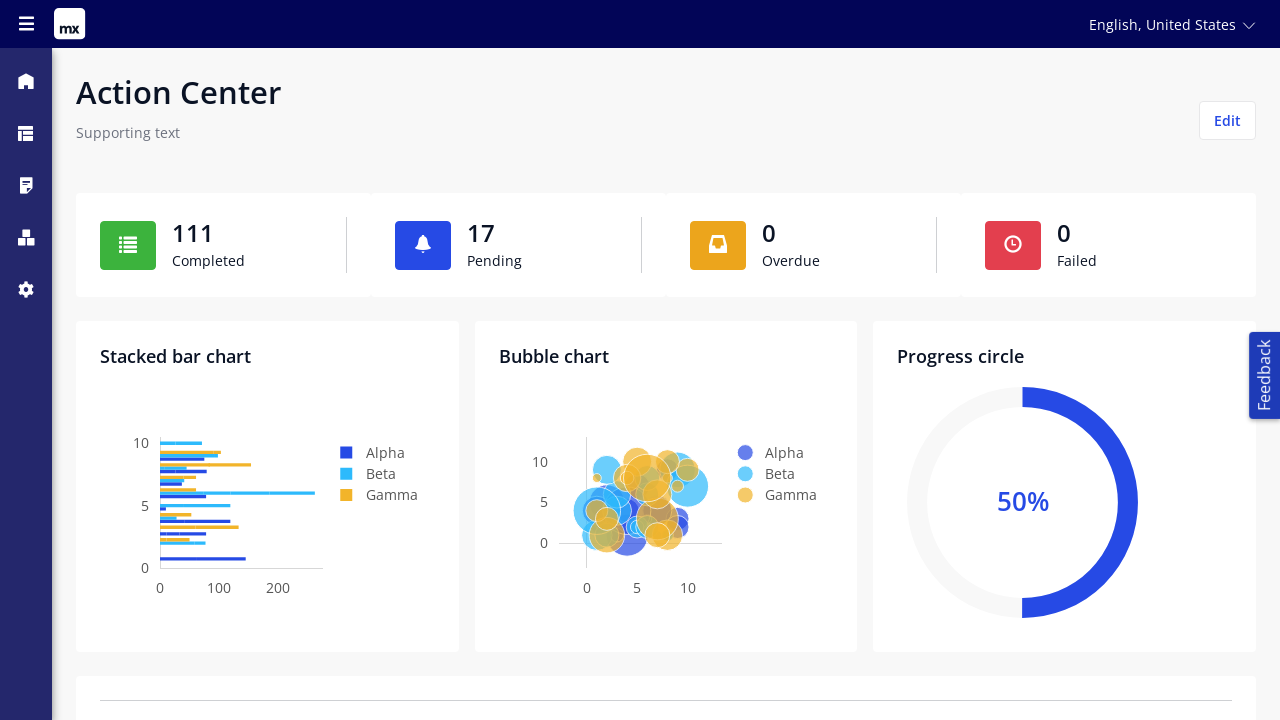 mx
English, United States
Action Center
Supporting text
Edit
111
Completed
17
Pending
0
Overdue
0
Failed
Stacked bar chart
10
5
0
0 100 200
Alpha
Beta
Gamma
Bubble chart
10
5
0
0 5 10
Alpha
Beta
Gamma
Progress circle
50%
Feedback